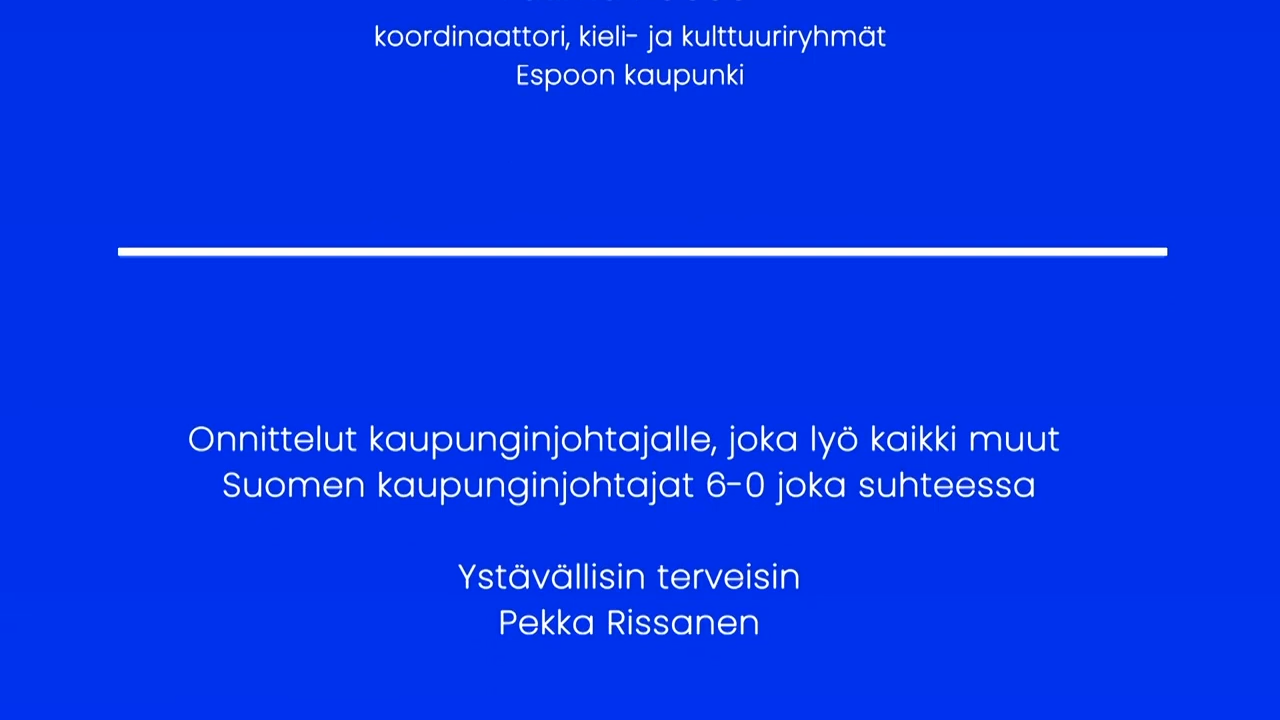 koordinaattori, kieli- ja kulttuuriryhmät
Espoon kaupunki
Onnittelut kaupunginjohtajalle, joka lyö kaikki muut
Suomen kaupunginjohtajat 6-0 joka suhteessa
Ystävällisin terveisin
Pekka Rissanen